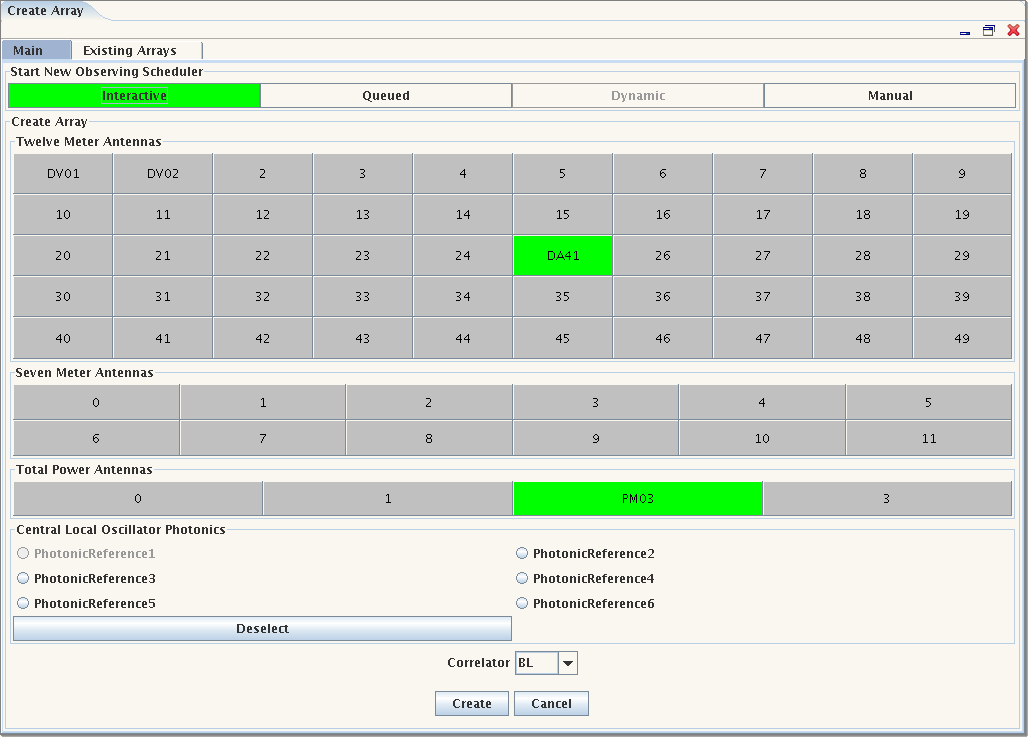 Create Array
Main Existing Arrays
Start New Observing Scheduler
Interactive Queued Dynamic Manual
Create Array
Twelve Meter Antennas
DV01 DV02 2 3 4 5 6 7 8 9
10 11 12 13 14 15 16 17 18 19
20 21 22 23 24 DA41 26 27 28 29
30 31 32 33 34 35 36 37 38 39
40 41 42 43 44 45 46 47 48 49
Seven Meter Antennas
0 1 2 3 4 5
6 7 8 9 10 11
Total Power Antennas
0 1 PM03 3
Central Local Oscillator Photonics
PhotonicReference1 PhotonicReference2
PhotonicReference3 PhotonicReference4
PhotonicReference5 PhotonicReference6
Deselect
Correlator BL
Create Cancel